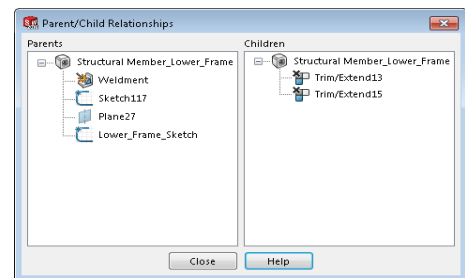 Parent/Child Relationships
Parents
Structural Member_Lower_Frame
Weldment
Sketch117
Plane27
Lower_Frame_Sketch
Children
Structural Member_Lower_Frame
Trim/Extend13
Trim/Extend15
Close
Help